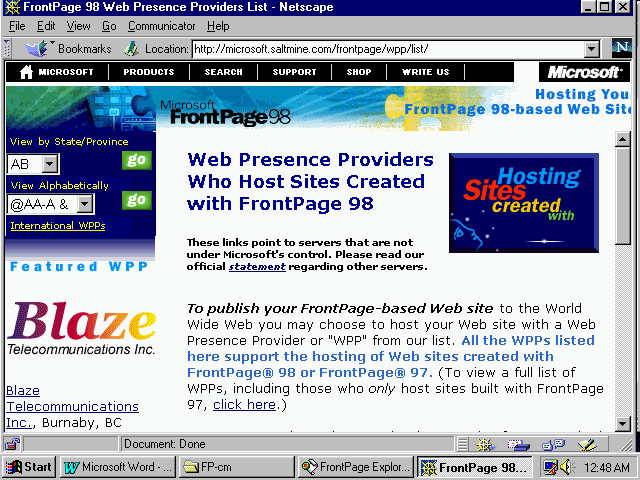 FrontPage 98 Web Presence Providers List - Netscape
File Edit View Go Communicator Help
Bookmarks Location: http://microsoft.saltmine.com/frontpage/wpp/list/ N
MICROSOFT PRODUCTS SEARCH SUPPORT SHOP WRITE US Microsoft
Microsoft
FrontPage 98
Hosting You
FrontPage 98-based Web Site
View by State/Province
AB go
View Alphabetically
@AA-A & go
International WPPs
Featured WPP
Blaze
Telecommunications Inc.
Blaze
Telecommunications
Inc., Burnaby, BC
Web Presence Providers
Who Host Sites Created
with FrontPage 98
Hosting
Sites
created
with
These links point to servers that are not
under Microsoft's control. Please read our
official statement regarding other servers.
To publish your FrontPage-based Web site to the World
Wide Web you may choose to host your Web site with a Web
Presence Provider or "WPP" from our list. All the WPPs listed
here support the hosting of Web sites created with
FrontPage® 98 or FrontPage® 97. (To view a full list of
WPPs, including those who only host sites built with FrontPage
97, click here.)
Document: Done
Start Microsoft Word - ... FP-cm FrontPage Explor... FrontPage 98... 12:48 AM